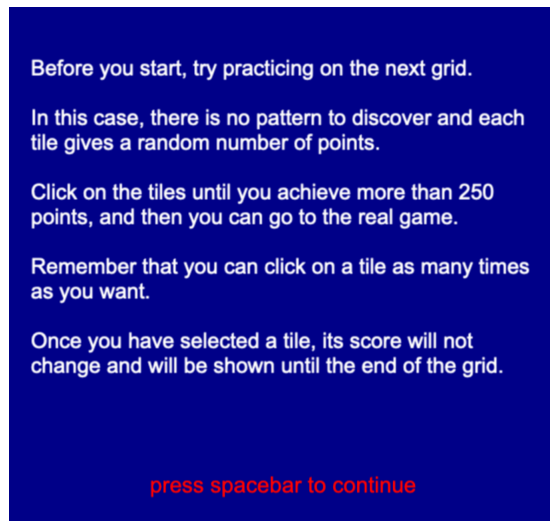 Before you start, try practicing on the next grid.
In this case, there is no pattern to discover and each
tile gives a random number of points.
Click on the tiles until you achieve more than 250
points, and then you can go to the real game.
Remember that you can click on a tile as many times
as you want.
Once you have selected a tile, its score will not
change and will be shown until the end of the grid.
press spacebar to continue